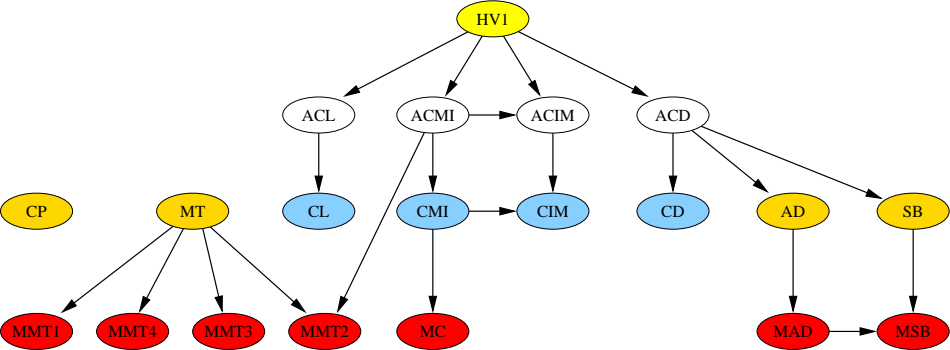 HV1
ACL
ACMI
ACIM
ACD
CP
MT
CL
CMI
CIM
CD
AD
SB
MMT1
MMT4
MMT3
MMT2
MC
MAD
MSB